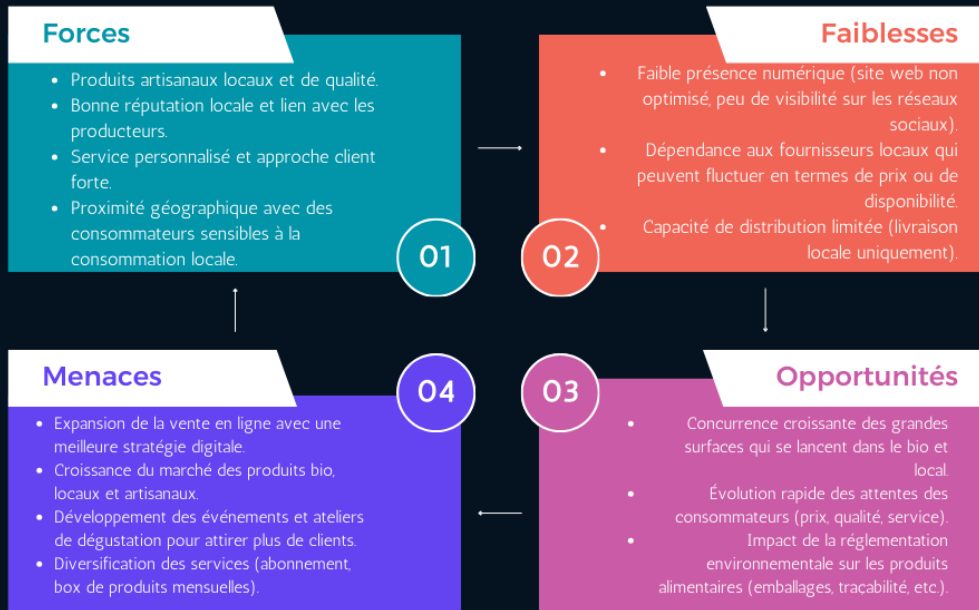 Forces
• Produits artisanaux locaux et de qualité.
• Bonne réputation locale et lien avec les
producteurs.
• Service personnalisé et approche client
forte.
• Proximité géographique avec des
consommateurs sensibles à la
consommation locale.
01
Faiblesses
• Faible présence numérique (site web non
optimisé, peu de visibilité sur les réseaux
sociaux).
• Dépendance aux fournisseurs locaux qui
peuvent fluctuer en termes de prix ou de
disponibilité.
• Capacité de distribution limitée (livraison
locale uniquement).
02
Menaces
04
• Expansion de la vente en ligne avec une
meilleure stratégie digitale.
• Croissance du marché des produits bio,
locaux et artisanaux.
• Développement des événements et ateliers
de dégustation pour attirer plus de clients.
• Diversification des services (abonnement,
box de produits mensuelles).
03
Opportunités
• Concurrence croissante des grandes
surfaces qui se lancent dans le bio et
local.
• Évolution rapide des attentes des
consommateurs (prix, qualité, service).
• Impact de la réglementation
environnementale sur les produits
alimentaires (emballages, traçabilité, etc.).